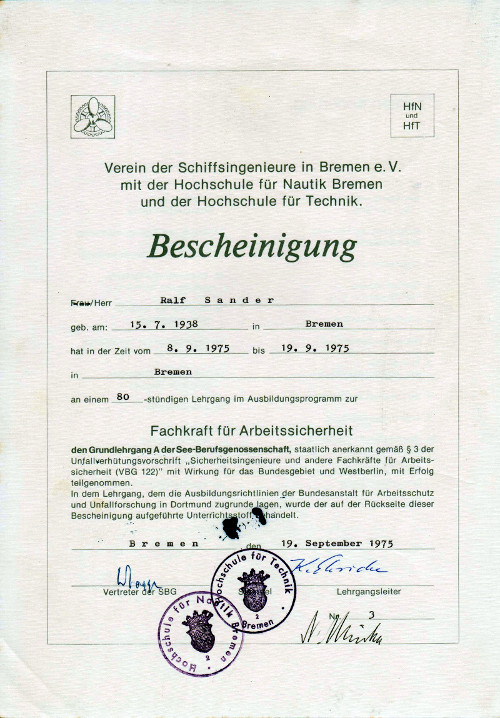 HfN
und
HfT
Verein der Schiffsingenieure in Bremen e.V.
mit der Hochschule für Nautik Bremen
und der Hochschule für Technik.
Bescheinigung
Frau/Herr Ralf Sander
geb. am: 15. 7. 1938 in Bremen
hat in der Zeit vom 8. 9. 1975 bis 19. 9. 1975
in Bremen
an einem 80 -stündigen Lehrgang im Ausbildungsprogramm zur
Fachkraft für Arbeitssicherheit
den Grundlehrgang A der See-Berufsgenossenschaft, staatlich anerkannt gemäß § 3 der
Unfallverhütungsvorschrift „Sicherheitsingenieure und andere Fachkräfte für Arbeits-
sicherheit (VBG 122)" mit Wirkung für das Bundesgebiet und Westberlin, mit Erfolg
teilgenommen.
In dem Lehrgang, dem die Ausbildungsrichtlinien der Bundesanstalt für Arbeitsschutz
und Unfallforschung in Dortmund zugrunde lagen, wurde der auf der Rückseite dieser
Bescheinigung aufgeführte Unterrichtsstoff behandelt.
Bremen den 19. September 1975
Vertreter der SBG Stempel Lehrgangsleiter
Hochschule für Technik
Bremen
Hochschule für Nautik Bremen
2
No 3